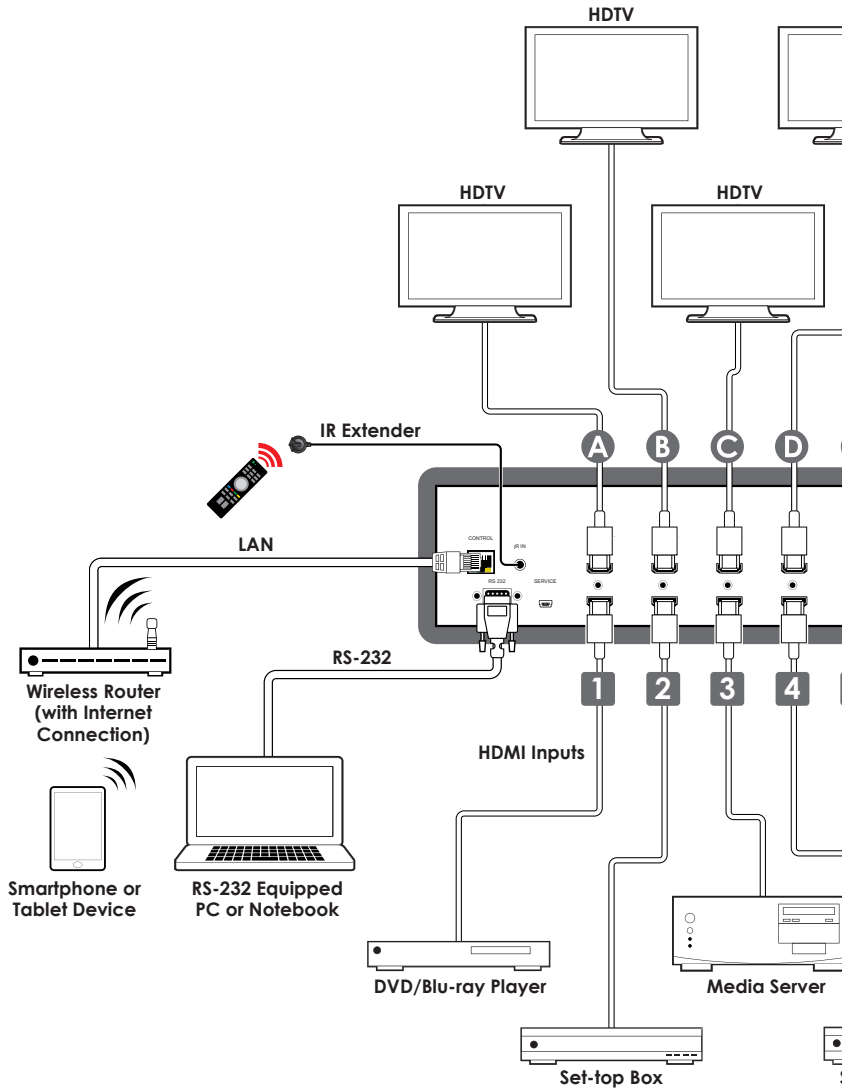 HDTV
HDTV
HDTV
IR Extender
A
B
C
D
LAN
CONTROL
IR IN
RS 232
SERVICE
RS-232
1
2
3
4
Wireless Router
(with Internet
Connection)
HDMI Inputs
Smartphone or
Tablet Device
RS-232 Equipped
PC or Notebook
DVD/Blu-ray Player
Media Server
Set-top Box